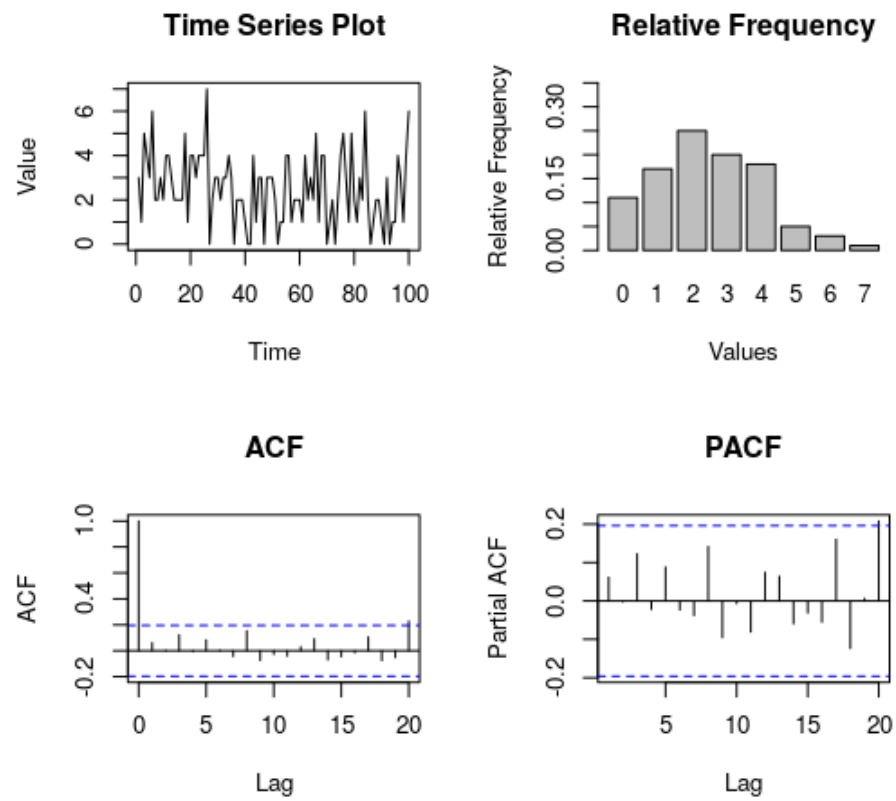 Time Series Plot
Value
0 2 4 6
0 20 40 60 80 100
Time
Relative Frequency
Relative Frequency
0.00 0.15 0.30
0 1 2 3 4 5 6 7
Values
ACF
ACF
-0.2 0.4 1.0
0 5 10 15 20
Lag
PACF
Partial ACF
-0.2 0.0 0.2
5 10 15 20
Lag